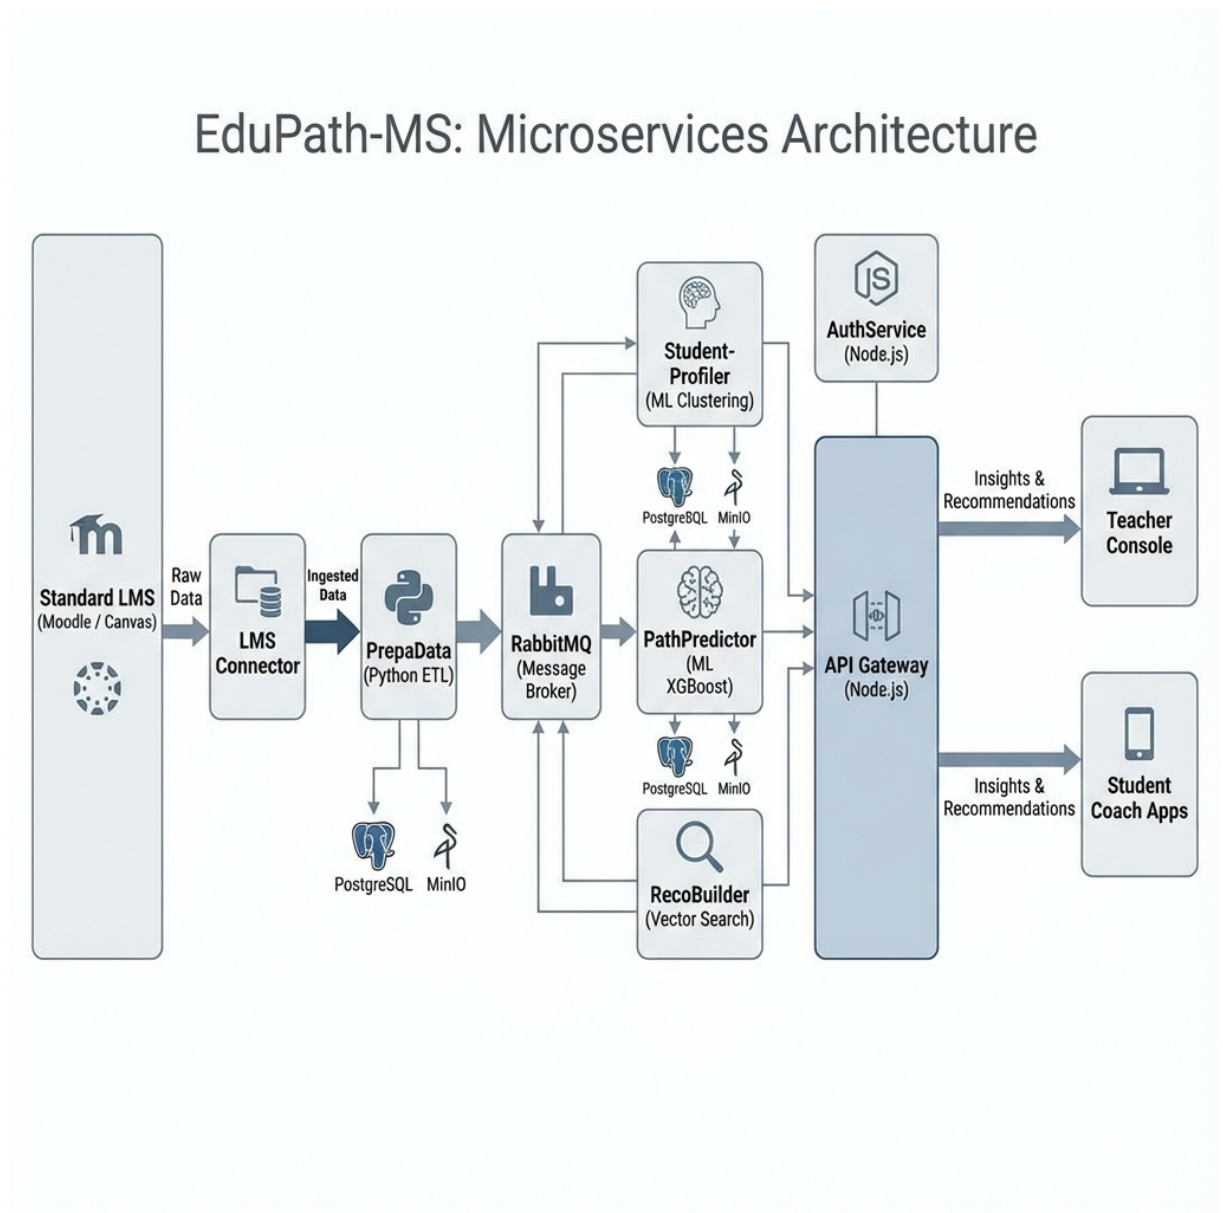 EduPath-MS: Microservices Architecture
Standard LMS
(Moodle / Canvas)
Raw
Data
LMS
Connector
Ingested
Data
PrepaData
(Python ETL)
PostgreSQL
MinIO
RabbitMQ
(Message
Broker)
Student-
Profiler
(ML Clustering)
PostgreBQL
MinIO
PathPredictor
(ML
XGBoost)
PostgreSQL
MinIO
RecoBuilder
(Vector Search)
JS
AuthService
(Node.js)
API Gateway
(Node.js)
Insights &
Recommendations
Teacher
Console
Insights &
Recommendations
Student
Coach Apps